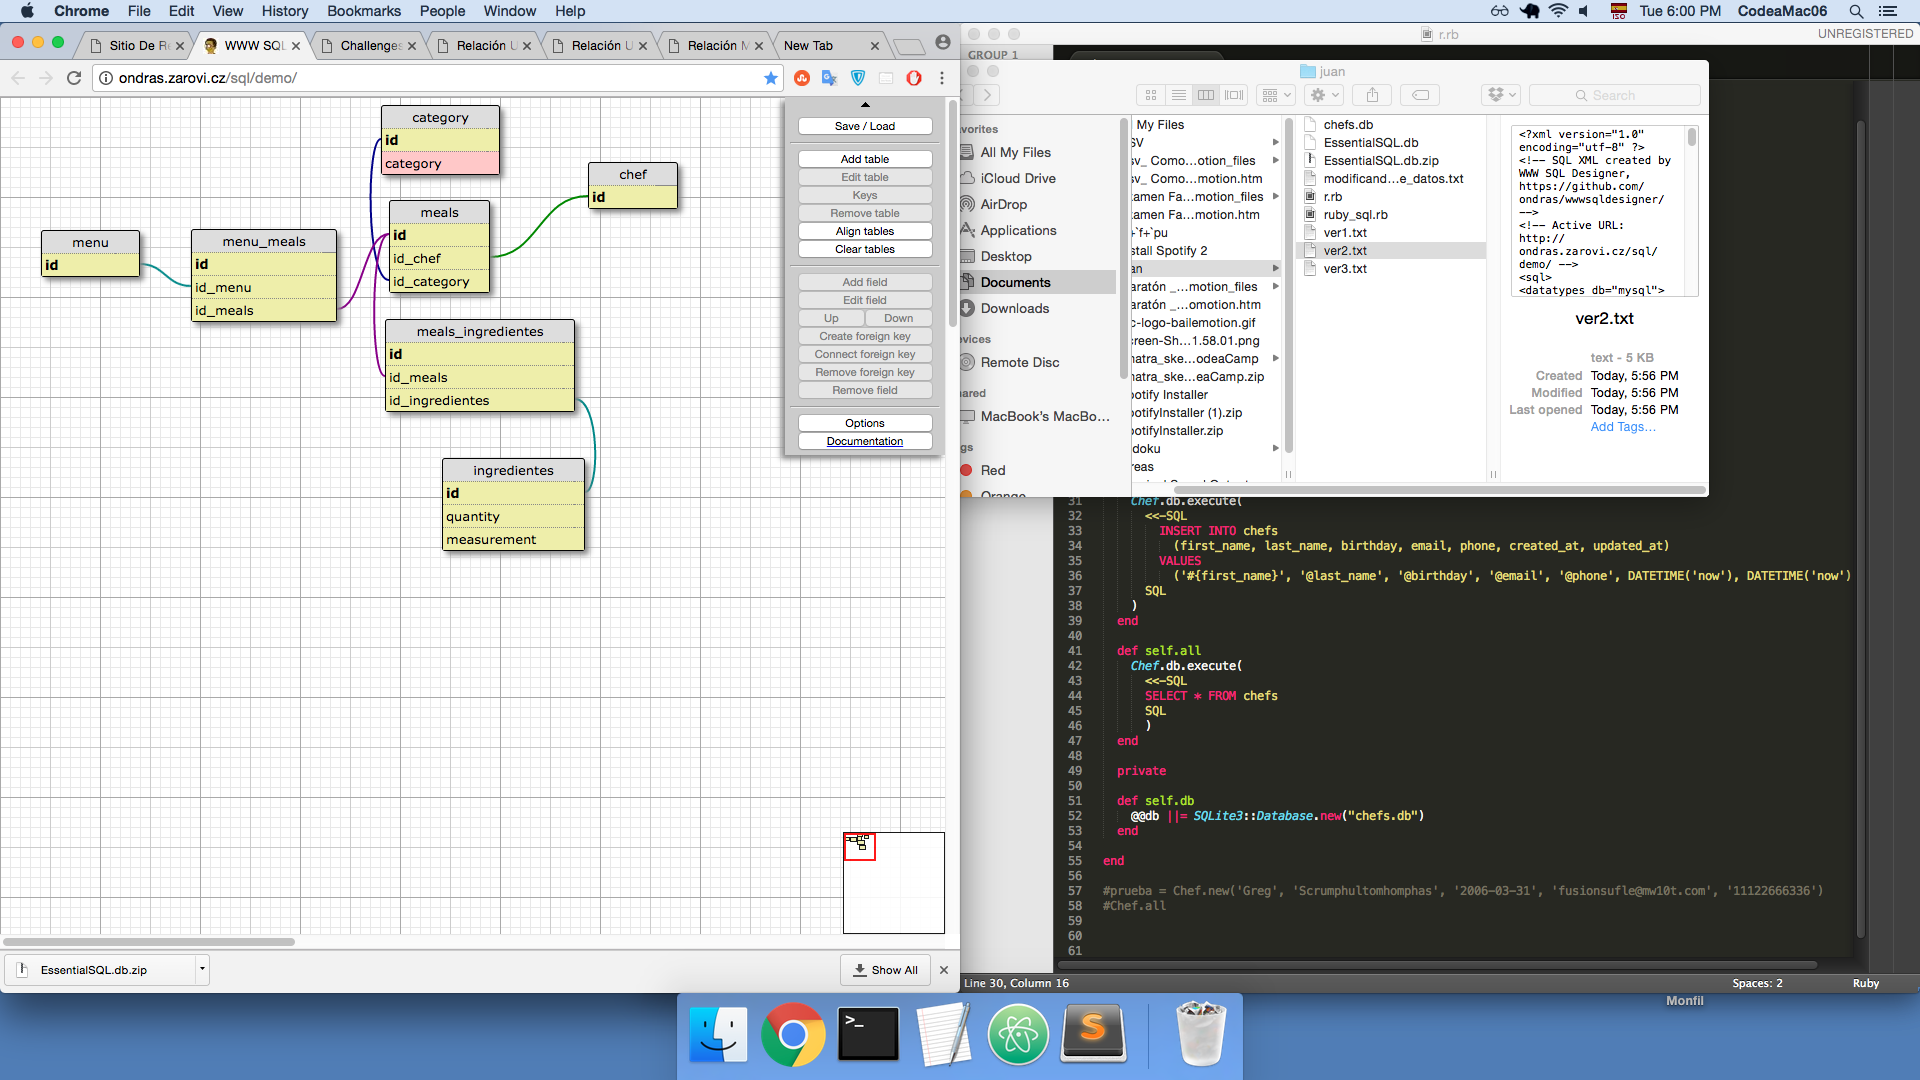 Chrome File Edit View History Bookmarks People Window Help
ISO Tue 6:00 PM CodeaMac06
Sitio De R
WWW SQL
Challenges
Relación U
Relación U
Relación M
New Tab
ondras.zarovi.cz/sql/demo/
category
id
category
chef
id
meals
id
id_chef
id_category
menu
id
menu_meals
id
id_menu
id_meals
meals_ingredientes
id
id_meals
id_ingredientes
ingredientes
id
quantity
measurement
Save / Load
Add table
Edit table
Keys
Remove table
Align tables
Clear tables
Add field
Edit field
Up Down
Create foreign key
Connect foreign key
Remove foreign key
Remove field
Options
Documentation
EssentialSQL.db.zip
Show All
r.rb
UNREGISTERED
GROUP 1
juan
Search
vorites
All My Files
iCloud Drive
AirDrop
Applications
Desktop
Documents
Downloads
evices
Remote Disc
ared
MacBook's MacBo...
gs
Red
Orange
My Files
SV
sv_ Como...otion_files
sv_ Como...motion.htm
amen Fa...motion_files
amen Fa...motion.htm
+`f+`pu
stall Spotify 2
an
aratón _...motion_files
aratón _...omotion.htm
c-logo-bailemotion.gif
reen-Sh...1.58.01.png
natra_ske...odeaCamp
natra_ske...eaCamp.zip
potify Installer
potifyInstaller (1).zip
potifyInstaller.zip
doku
reas
chefs.db
EssentialSQL.db
EssentialSQL.db.zip
modificand...e_datos.txt
r.rb
ruby_sql.rb
ver1.txt
ver2.txt
ver3.txt
<?xml version="1.0"
encoding="utf-8" ?>
<!-- SQL XML created by
WWW SQL Designer,
https://github.com/
ondras/wwwsqldesigner/
-->
<!-- Active URL:
http://
ondras.zarovi.cz/sql/
demo/ -->
<sql>
<datatypes db="mysql">
ver2.txt
text - 5 KB
Created Today, 5:56 PM
Modified Today, 5:56 PM
Last opened Today, 5:56 PM
Add Tags...
31 Chef.db.execute(
32 <<-SQL
33 INSERT INTO chefs
34 (first_name, last_name, birthday, email, phone, created_at, updated_at)
35 VALUES
36 ('#{first_name}', '@last_name', '@birthday', '@email', '@phone', DATETIME('now'), DATETIME('now')
37 SQL
38 )
39 end
40
41 def self.all
42 Chef.db.execute(
43 <<-SQL
44 SELECT * FROM chefs
45 SQL
46 )
47 end
48
49 private
50
51 def self.db
52 @@db ||= SQLite3::Database.new("chefs.db")
53 end
54
55 end
56
57 #prueba = Chef.new('Greg', 'Scrumphultomhomphas', '2006-03-31', 'fusionsufle@mw10t.com', '11122666336')
58 #Chef.all
59
60
61
Line 30, Column 16
Spaces: 2
Ruby
Monfil